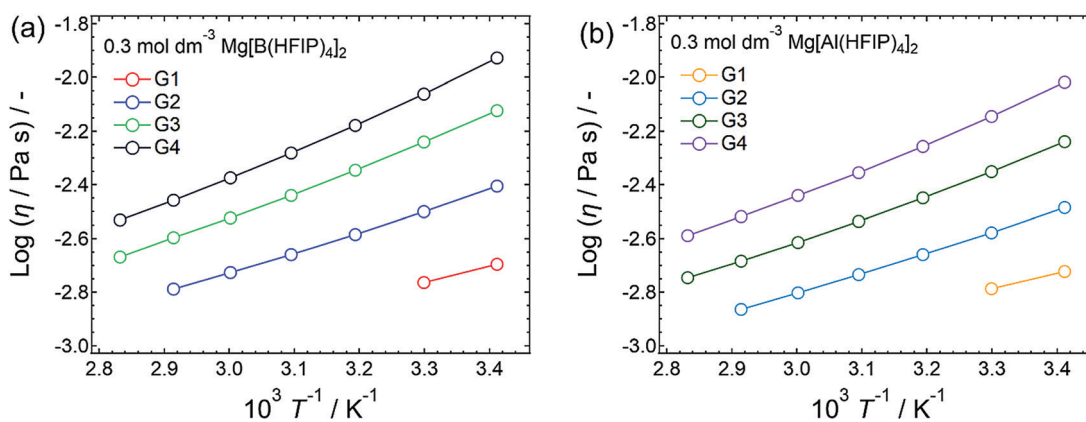 (a)
0.3 mol dm⁻³ Mg[B(HFIP)₄]₂
G1
G2
G3
G4
-1.8
-2.0
-2.2
-2.4
-2.6
-2.8
-3.0
Log (η / Pa s) / -
2.8 2.9 3.0 3.1 3.2 3.3 3.4
10³ T⁻¹ / K⁻¹
(b)
0.3 mol dm⁻³ Mg[Al(HFIP)₄]₂
G1
G2
G3
G4
-1.8
-2.0
-2.2
-2.4
-2.6
-2.8
-3.0
Log (η / Pa s) / -
2.8 2.9 3.0 3.1 3.2 3.3 3.4
10³ T⁻¹ / K⁻¹